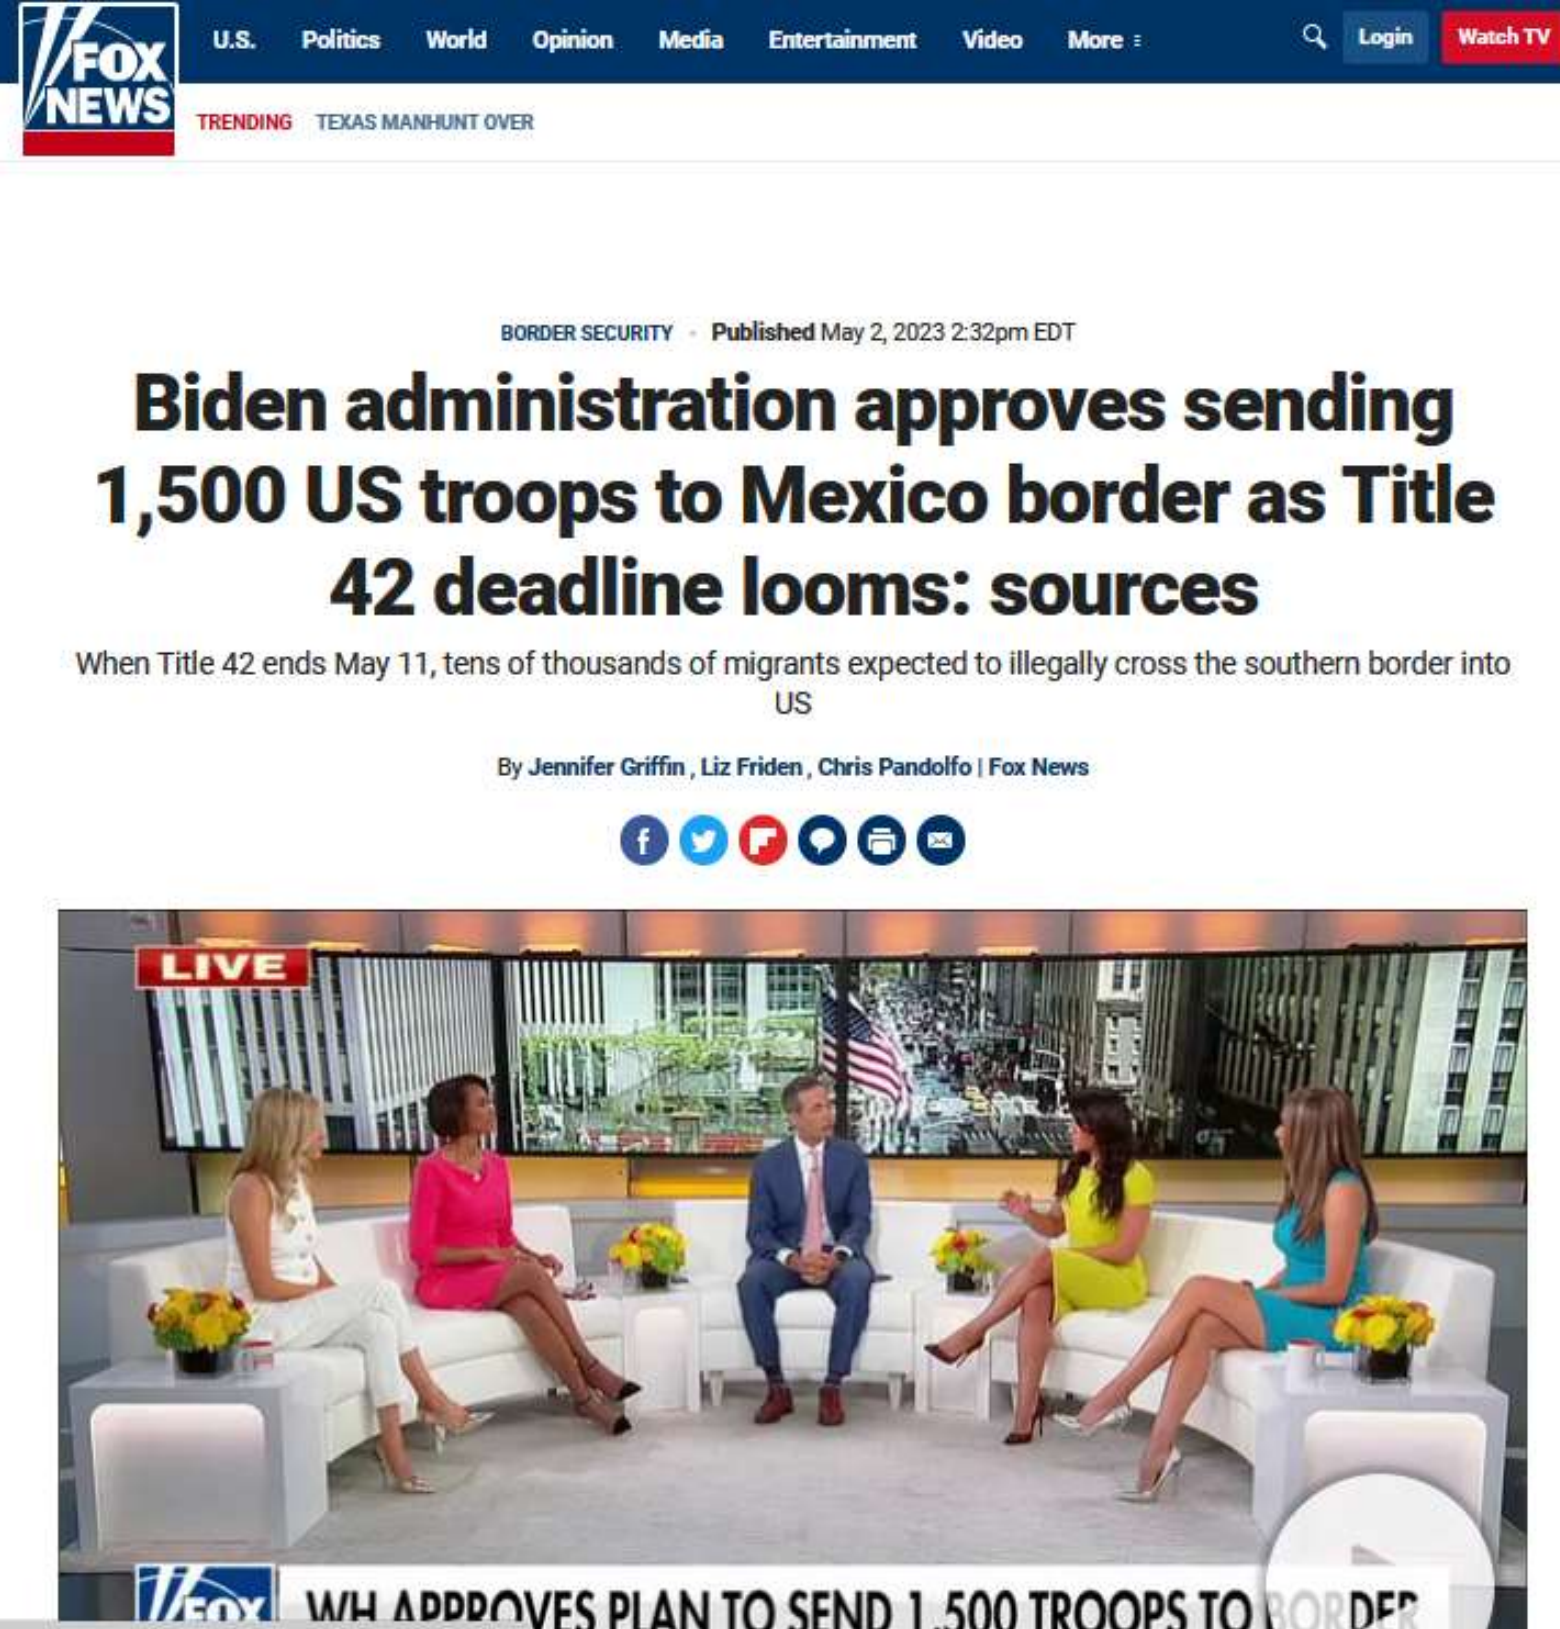 FOX
NEWS
U.S. Politics World Opinion Media Entertainment Video More Login Watch TV
TRENDING TEXAS MANHUNT OVER
BORDER SECURITY · Published May 2, 2023 2:32pm EDT
Biden administration approves sending
1,500 US troops to Mexico border as Title
42 deadline looms: sources
When Title 42 ends May 11, tens of thousands of migrants expected to illegally cross the southern border into
US
By Jennifer Griffin , Liz Friden , Chris Pandolfo | Fox News
LIVE
FOX
WH APPROVES PLAN TO SEND 1,500 TROOPS TO BORDER